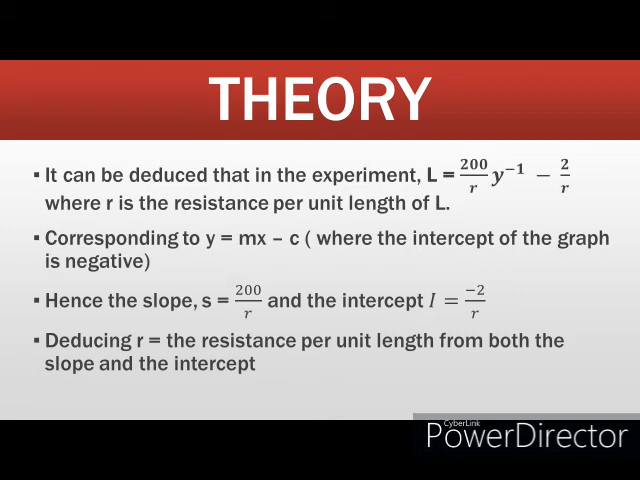 THEORY
▪ It can be deduced that in the experiment, L = 200/r y⁻¹ − 2/r
where r is the resistance per unit length of L.
▪ Corresponding to y = mx – c ( where the intercept of the graph
is negative)
▪ Hence the slope, s = 200/r and the intercept I = −2/r
▪ Deducing r = the resistance per unit length from both the
slope and the intercept
CyberLink
PowerDirector